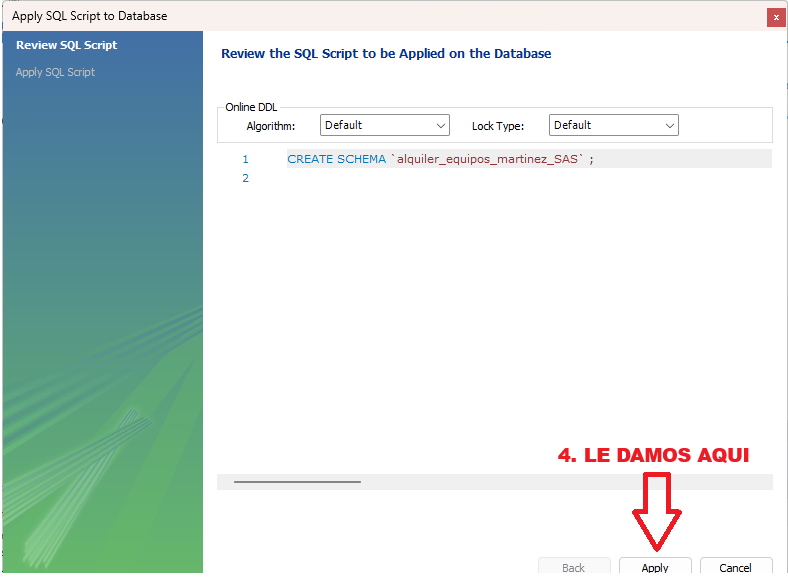 Apply SQL Script to Database
x
Review SQL Script
Apply SQL Script
Review the SQL Script to be Applied on the Database
Online DDL
Algorithm: Default Lock Type: Default
1 CREATE SCHEMA `alquiler_equipos_martinez_SAS` ;
2
4. LE DAMOS AQUI
Back Apply Cancel